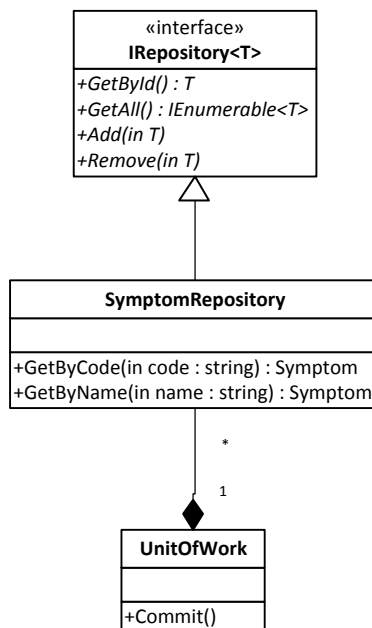 «interface»
IRepository<T>
+GetById() : T
+GetAll() : IEnumerable<T>
+Add(in T)
+Remove(in T)
SymptomRepository
+GetByCode(in code : string) : Symptom
+GetByName(in name : string) : Symptom
*
1
UnitOfWork
+Commit()